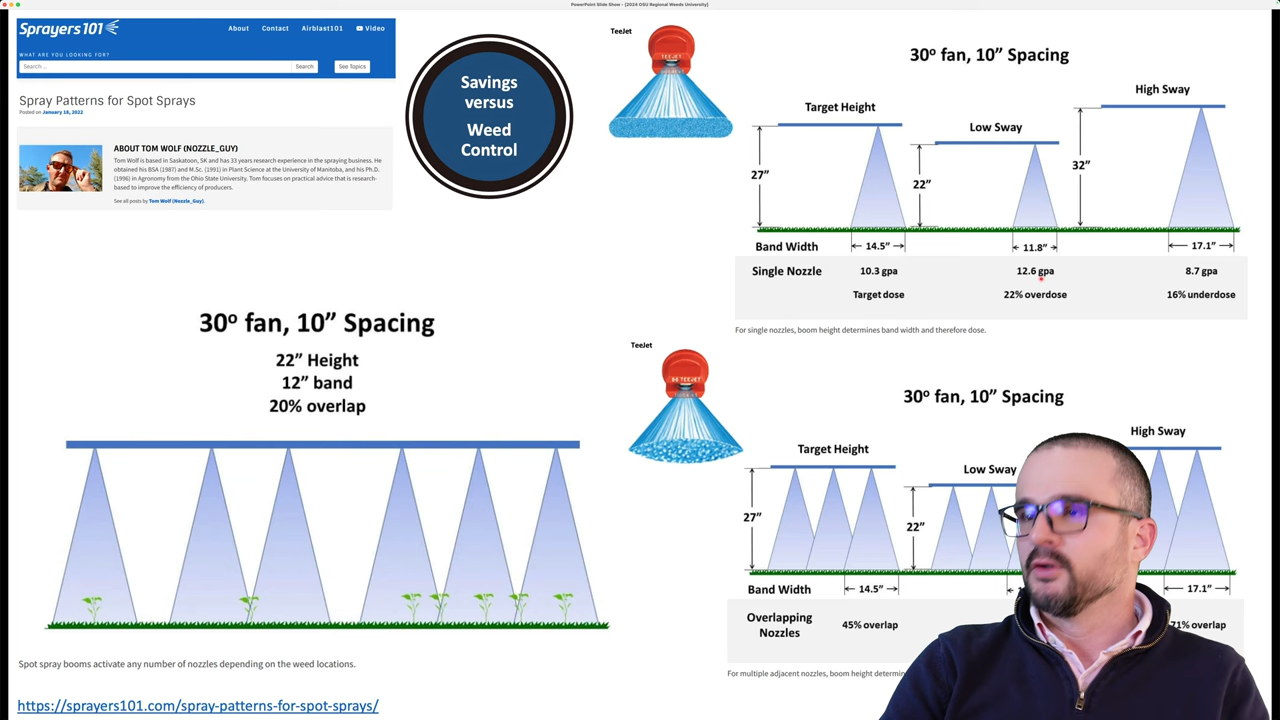 PowerPoint Slide Show - [2024 OSU Regional Weeds University]
Sprayers101
About Contact Airblast101 Video
WHAT ARE YOU LOOKING FOR?
Search ... Search See Topics
Spray Patterns for Spot Sprays
Posted on January 18, 2022
ABOUT TOM WOLF (NOZZLE_GUY)
Tom Wolf is based in Saskatoon, SK and has 33 years research experience in the spraying business. He
obtained his BSA (1987) and M.Sc. (1991) in Plant Science at the University of Manitoba, and his Ph.D.
(1996) in Agronomy from the Ohio State University. Tom focuses on practical advice that is research-
based to improve the efficiency of producers.
See all posts by Tom Wolf (Nozzle_Guy).
Savings
versus
Weed
Control
TeeJet
TEEJET
30° fan, 10” Spacing
Target Height
Low Sway
High Sway
27”
22”
32”
Band Width 14.5” 11.8” 17.1”
Single Nozzle 10.3 gpa 12.6 gpa 8.7 gpa
Target dose 22% overdose 16% underdose
For single nozzles, boom height determines band width and therefore dose.
30° fan, 10” Spacing
22” Height
12” band
20% overlap
Spot spray booms activate any number of nozzles depending on the weed locations.
https://sprayers101.com/spray-patterns-for-spot-sprays/
TeeJet
TEEJET
30° fan, 10” Spacing
Target Height
Low Sway
High Sway
27”
22”
Band Width 14.5” 17.1”
Overlapping
Nozzles
45% overlap 71% overlap
For multiple adjacent nozzles, boom height